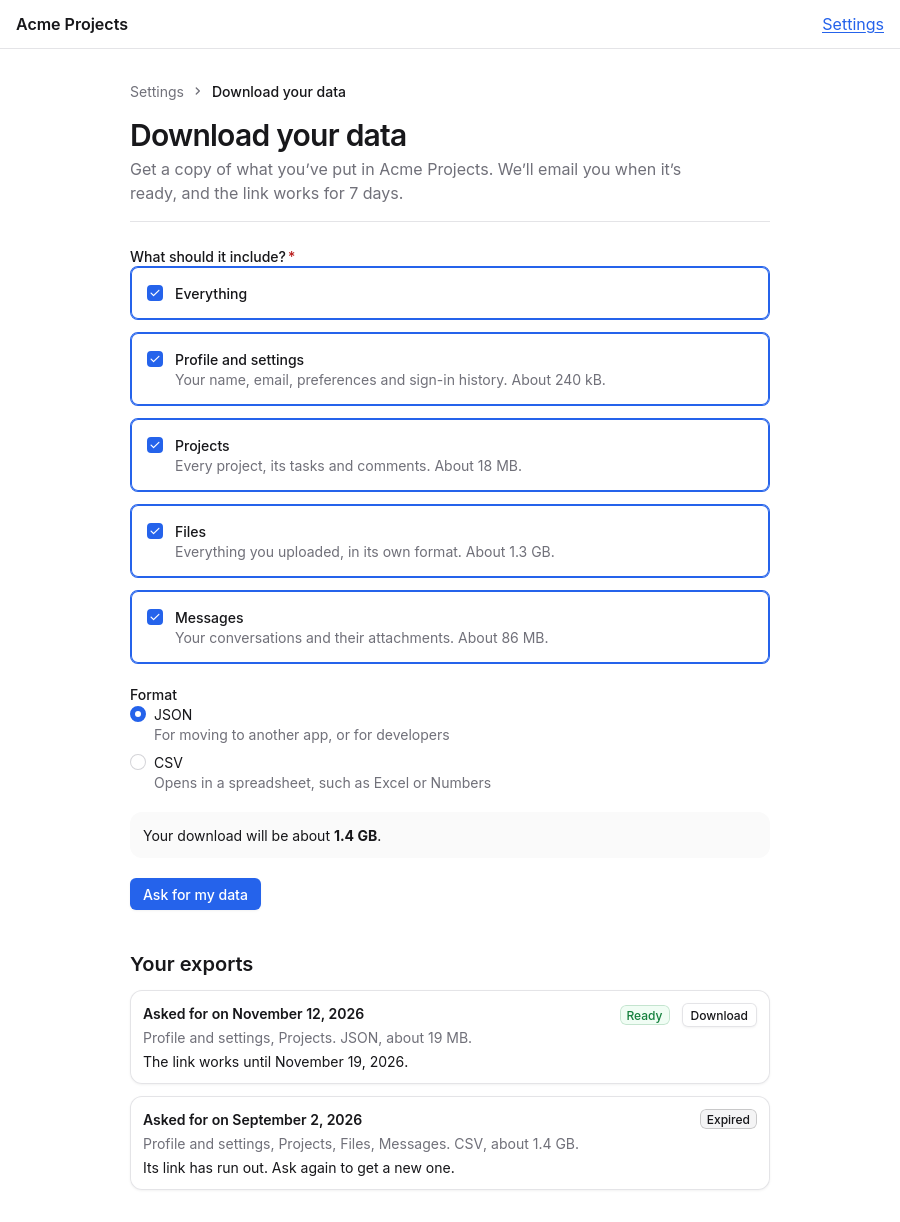 Acme Projects
Settings
Settings > Download your data
Download your data
Get a copy of what you’ve put in Acme Projects. We’ll email you when it’s
ready, and the link works for 7 days.
What should it include?*
Everything
Profile and settings
Your name, email, preferences and sign-in history. About 240 kB.
Projects
Every project, its tasks and comments. About 18 MB.
Files
Everything you uploaded, in its own format. About 1.3 GB.
Messages
Your conversations and their attachments. About 86 MB.
Format
JSON
For moving to another app, or for developers
CSV
Opens in a spreadsheet, such as Excel or Numbers
Your download will be about 1.4 GB.
Ask for my data
Your exports
Asked for on November 12, 2026
Ready
Download
Profile and settings, Projects. JSON, about 19 MB.
The link works until November 19, 2026.
Asked for on September 2, 2026
Expired
Profile and settings, Projects, Files, Messages. CSV, about 1.4 GB.
Its link has run out. Ask again to get a new one.